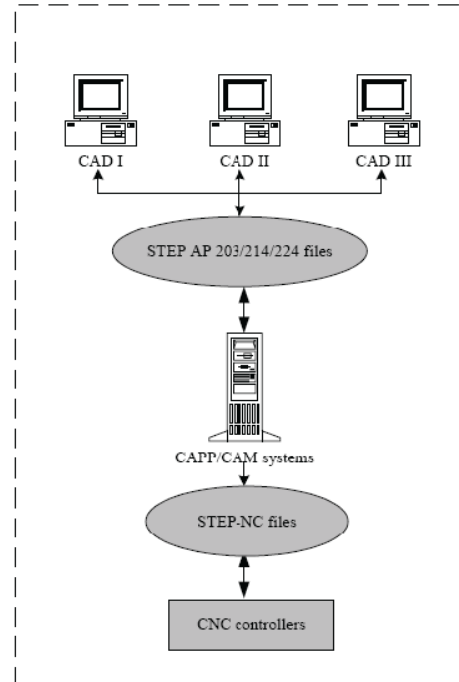 CAD I
CAD II
CAD III
STEP AP 203/214/224 files
CAPP/CAM systems
STEP-NC files
CNC controllers